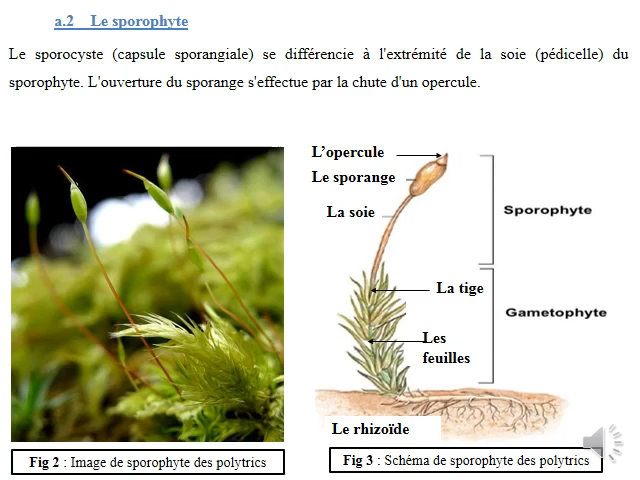 a.2 Le sporophyte
Le sporocyste (capsule sporangiale) se différencie à l'extrémité de la soie (pédicelle) du
sporophyte. L'ouverture du sporange s'effectue par la chute d'un opercule.
L'opercule
Le sporange
La soie
Sporophyte
La tige
Gametophyte
Les
feuilles
Le rhizoïde
Fig 2 : Image de sporophyte des polytrics
Fig 3 : Schéma de sporophyte des polytrics